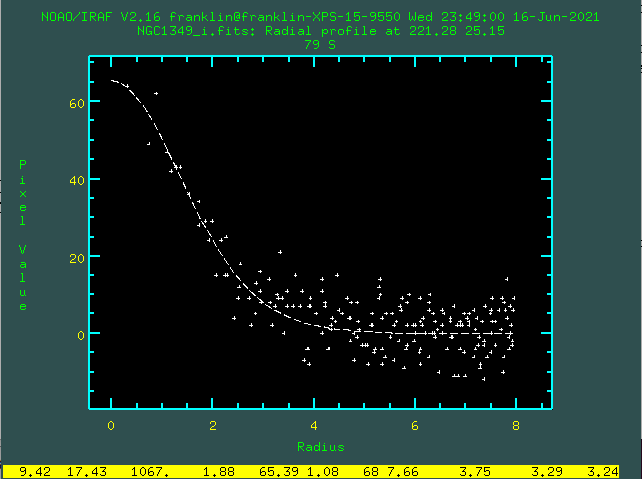 NOAO/IRAF V2.16 franklin@franklin-XPS-15-9550 Wed 23:49:00 16-Jun-2021
NGC1349_i.fits: Radial profile at 221.28 25.15
79 S
Pixel Value
60
40
20
0
0 2 4 6 8
Radius
9.42 17.43 1067. 1.88 65.39 1.08 68 7.66 3.75 3.29 3.24